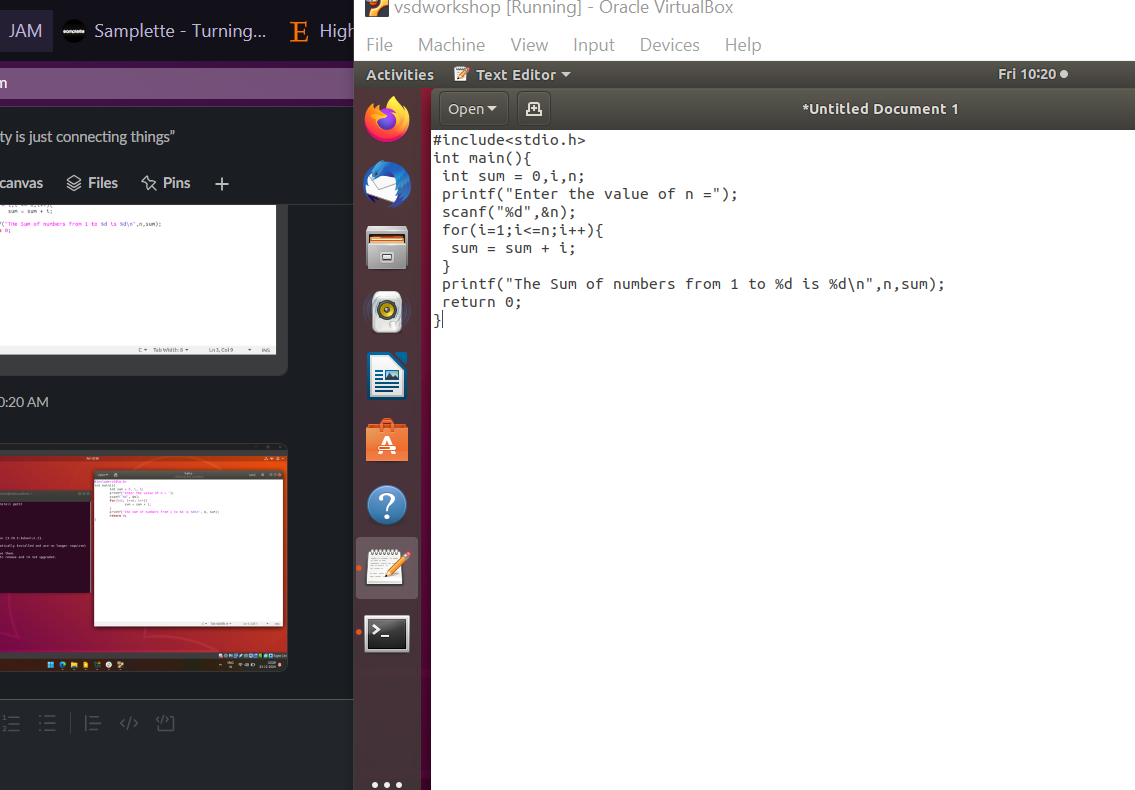 JAM
Samplette - Turning...
High
m
ty is just connecting things”
canvas
Files
Pins
sum = sum + i;
f("The Sum of numbers from 1 to %d is %d\n",n,sum);
n 0;
C
Tab Width: 8
Ln 3, Col 9
INS
0:20 AM
vsdworkshop [Running] - Oracle VirtualBox
File
Machine
View
Input
Devices
Help
Activities
Text Editor
Fri 10:20
Open
*Untitled Document 1
#include<stdio.h>
int main(){
int sum = 0,i,n;
printf("Enter the value of n =");
scanf("%d",&n);
for(i=1;i<=n;i++){
sum = sum + i;
}
printf("The Sum of numbers from 1 to %d is %d\n",n,sum);
return 0;
}